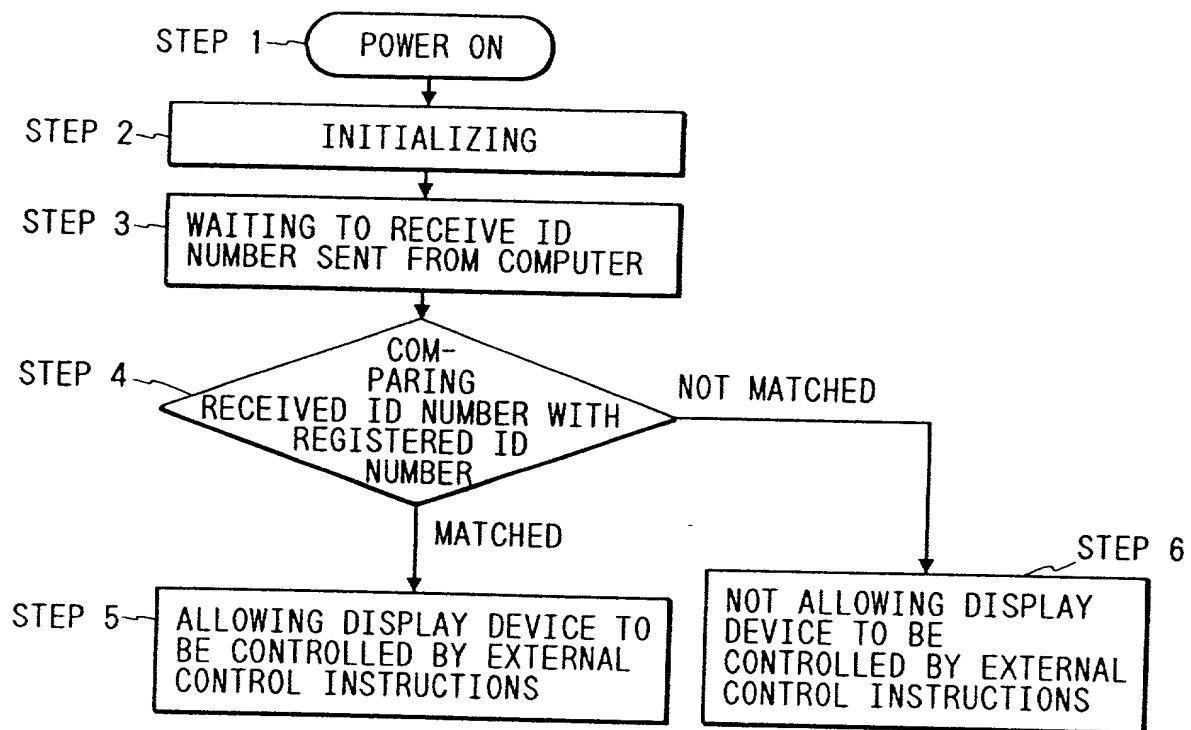 STEP 1
POWER ON
STEP 2
INITIALIZING
STEP 3
WAITING TO RECEIVE ID
NUMBER SENT FROM COMPUTER
STEP 4
COM-
PARING
RECEIVED ID NUMBER WITH
REGISTERED ID
NUMBER
NOT MATCHED
MATCHED
STEP 5
ALLOWING DISPLAY DEVICE TO
BE CONTROLLED BY EXTERNAL
CONTROL INSTRUCTIONS
STEP 6
NOT ALLOWING DISPLAY
DEVICE TO BE
CONTROLLED BY EXTERNAL
CONTROL INSTRUCTIONS